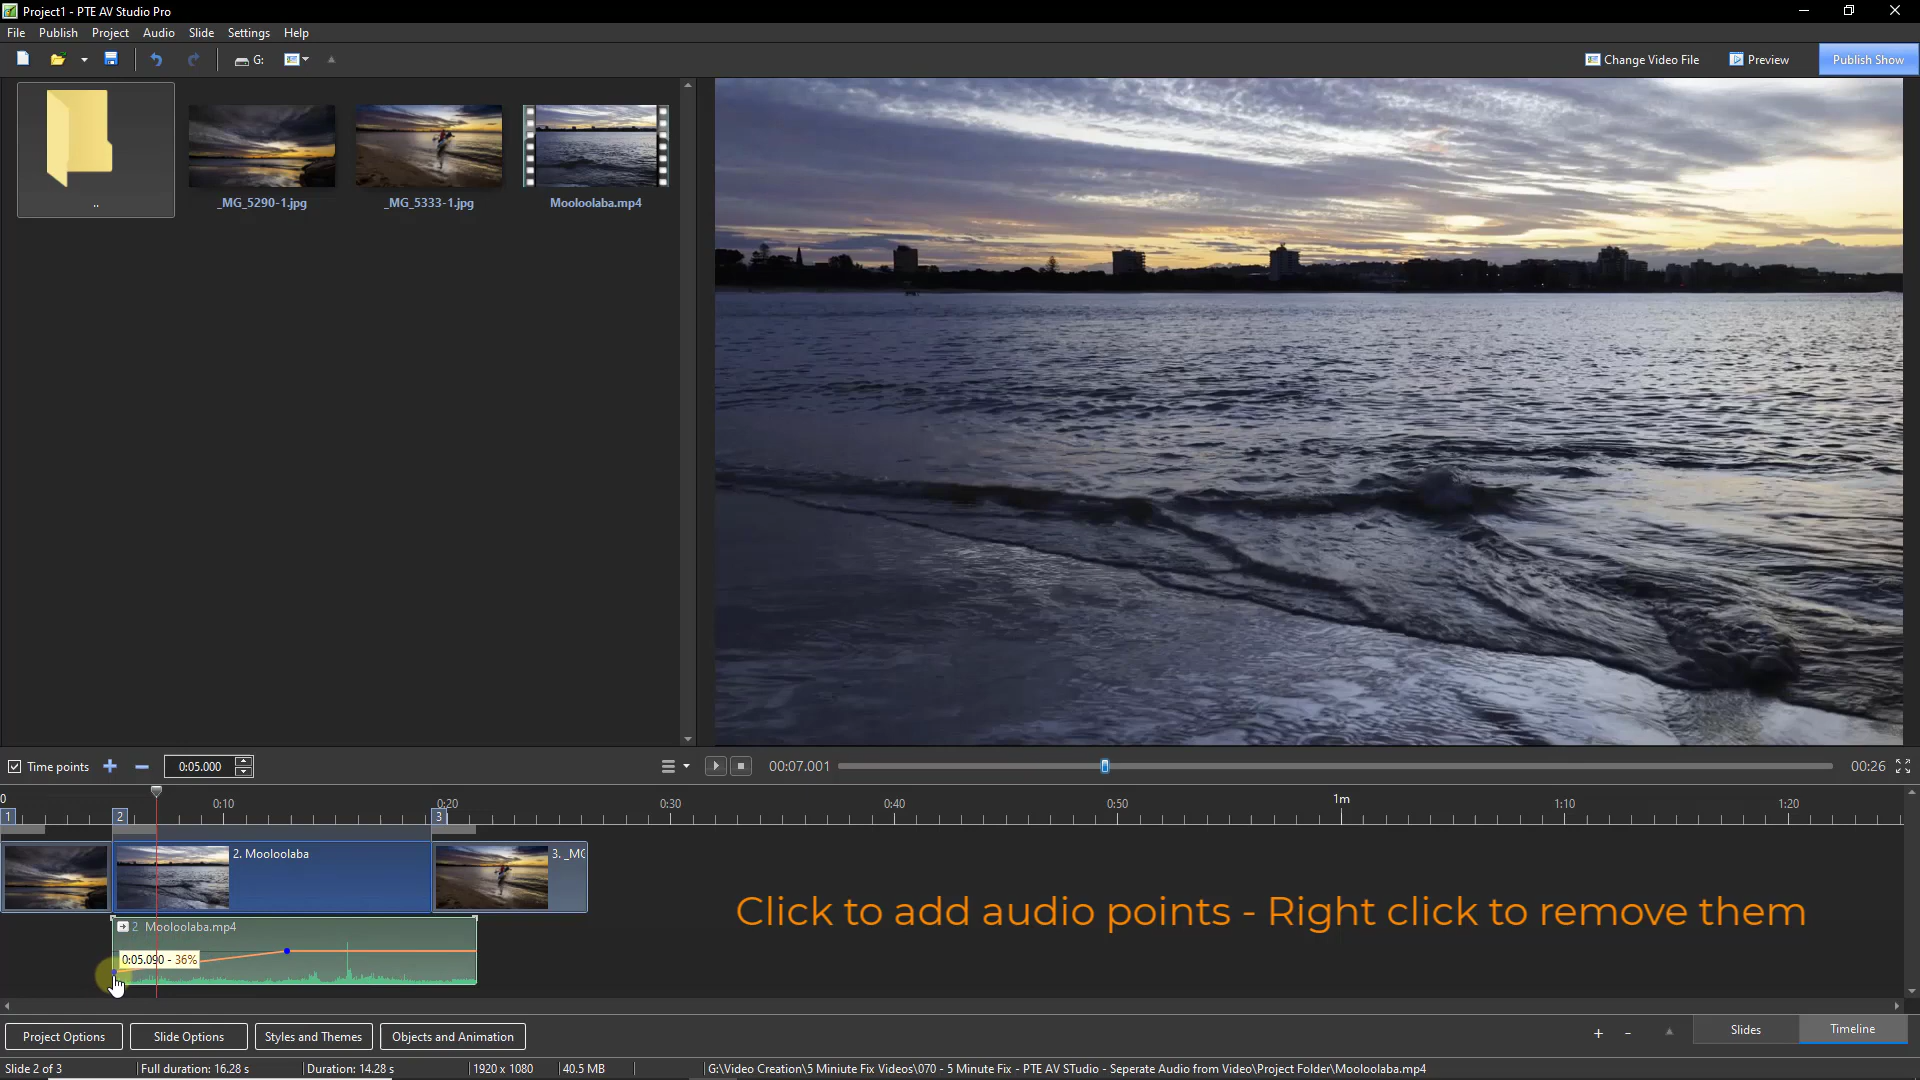 Project1 - PTE AV Studio Pro
File Publish Project Audio Slide Settings Help
G: Change Video File Preview Publish Show
.. _MG_5290-1.jpg _MG_5333-1.jpg Mooloolaba.mp4
Time points 0:05.000 00:07.001 00:26
0 0:10 0:20 0:30 0:40 0:50 1m 1:10 1:20
1 2 3
2. Mooloolaba 3. _MG
2 Mooloolaba.mp4
0:05.090 - 36%
Click to add audio points - Right click to remove them
Project Options Slide Options Styles and Themes Objects and Animation + - Slides Timeline
Slide 2 of 3 Full duration: 16.28 s Duration: 14.28 s 1920 x 1080 40.5 MB G:\Video Creation\5 Miniute Fix Videos\070 - 5 Minute Fix - PTE AV STudio - Seperate Audio from Video\Project Folder\Mooloolaba.mp4